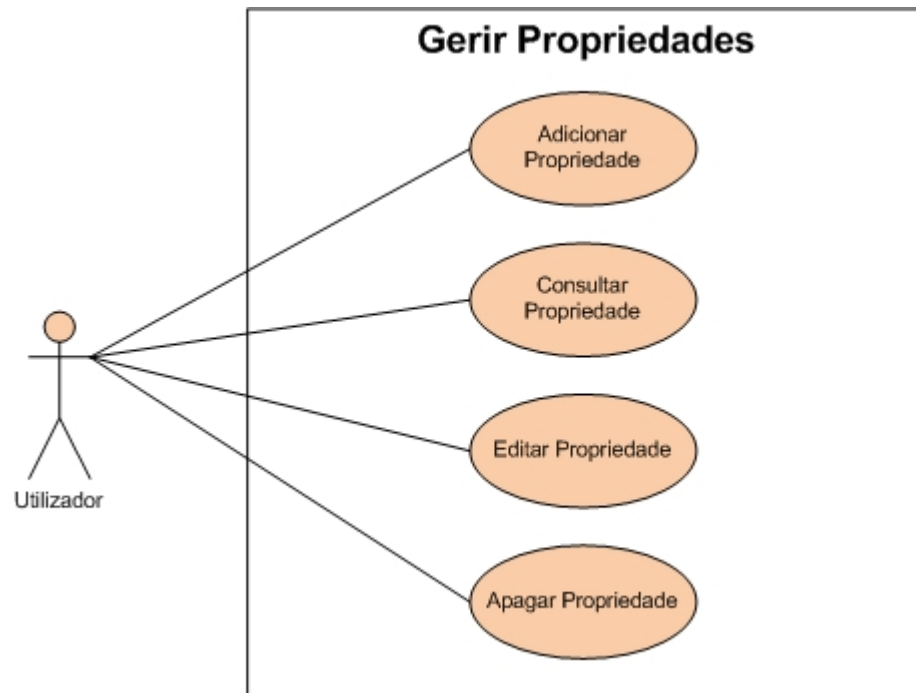 Gerir Propriedades
Adicionar
Propriedade
Consultar
Propriedade
Editar Propriedade
Utilizador
Apagar Propriedade